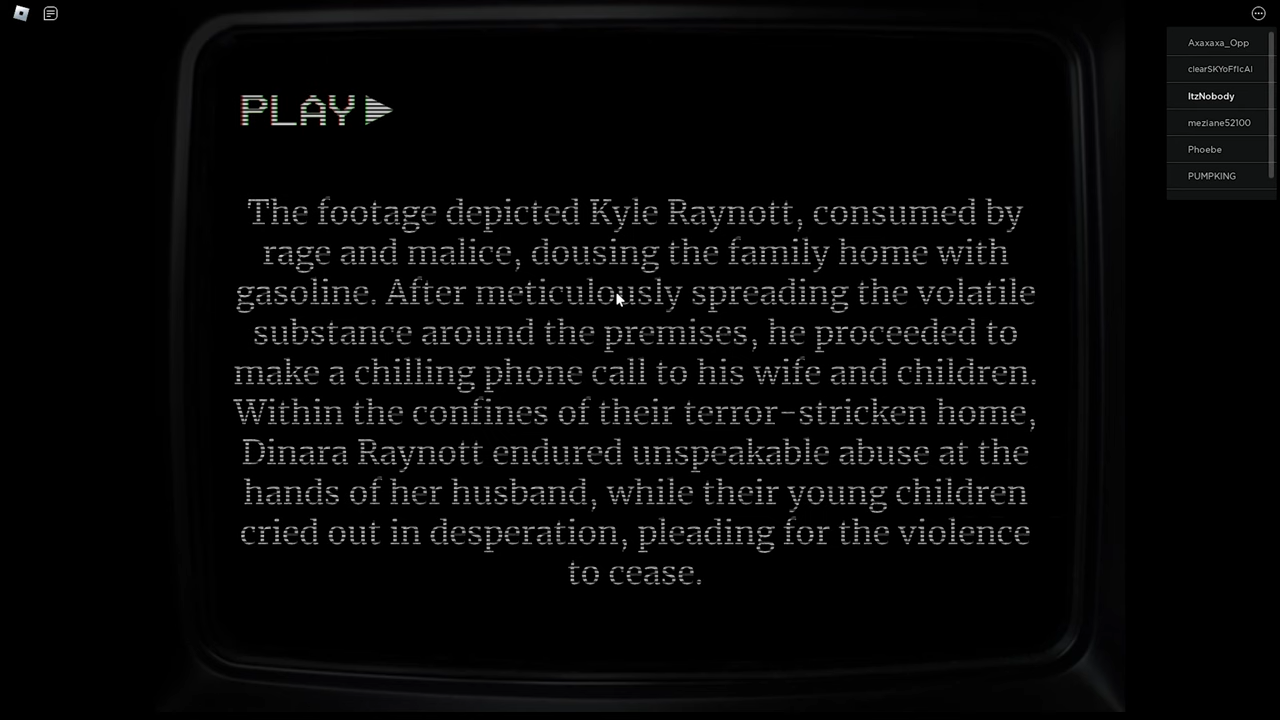 PLAY
The footage depicted Kyle Raynott, consumed by
rage and malice, dousing the family home with
gasoline. After meticulously spreading the volatile
substance around the premises, he proceeded to
make a chilling phone call to his wife and children.
Within the confines of their terror-stricken home,
Dinara Raynott endured unspeakable abuse at the
hands of her husband, while their young children
cried out in desperation, pleading for the violence
to cease.
Axaxaxa_Opp
clearSKYoFfIcAl
ItzNobody
meziane52100
Phoebe
PUMPKING